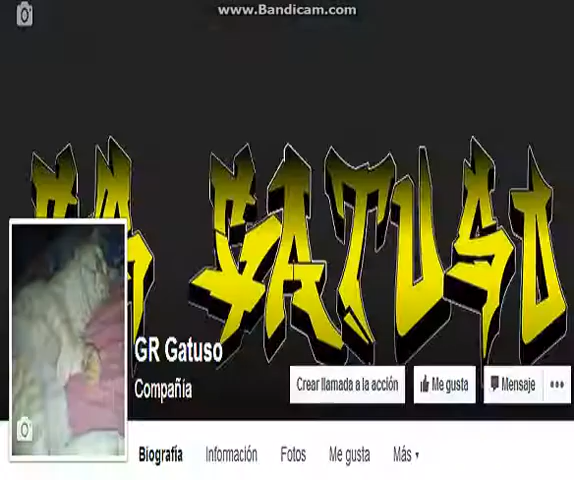 www.Bandicam.com
GR GATUSO
GR Gatuso
Compañía
Crear llamada a la acción
Me gusta
Mensaje
Biografía
Información
Fotos
Me gusta
Más